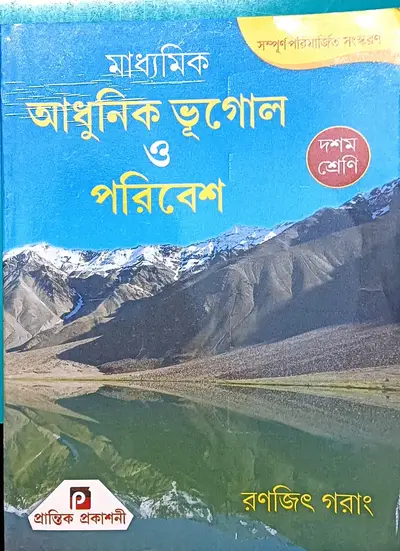 সম্পূর্ণ পরিমার্জিত সংস্করণ
মাধ্যমিক
আধুনিক ভূগোল
ও
পরিবেশ
দশম
শ্রেণি
রণজিৎ গরাং
P
প্রান্তিক প্রকাশনী